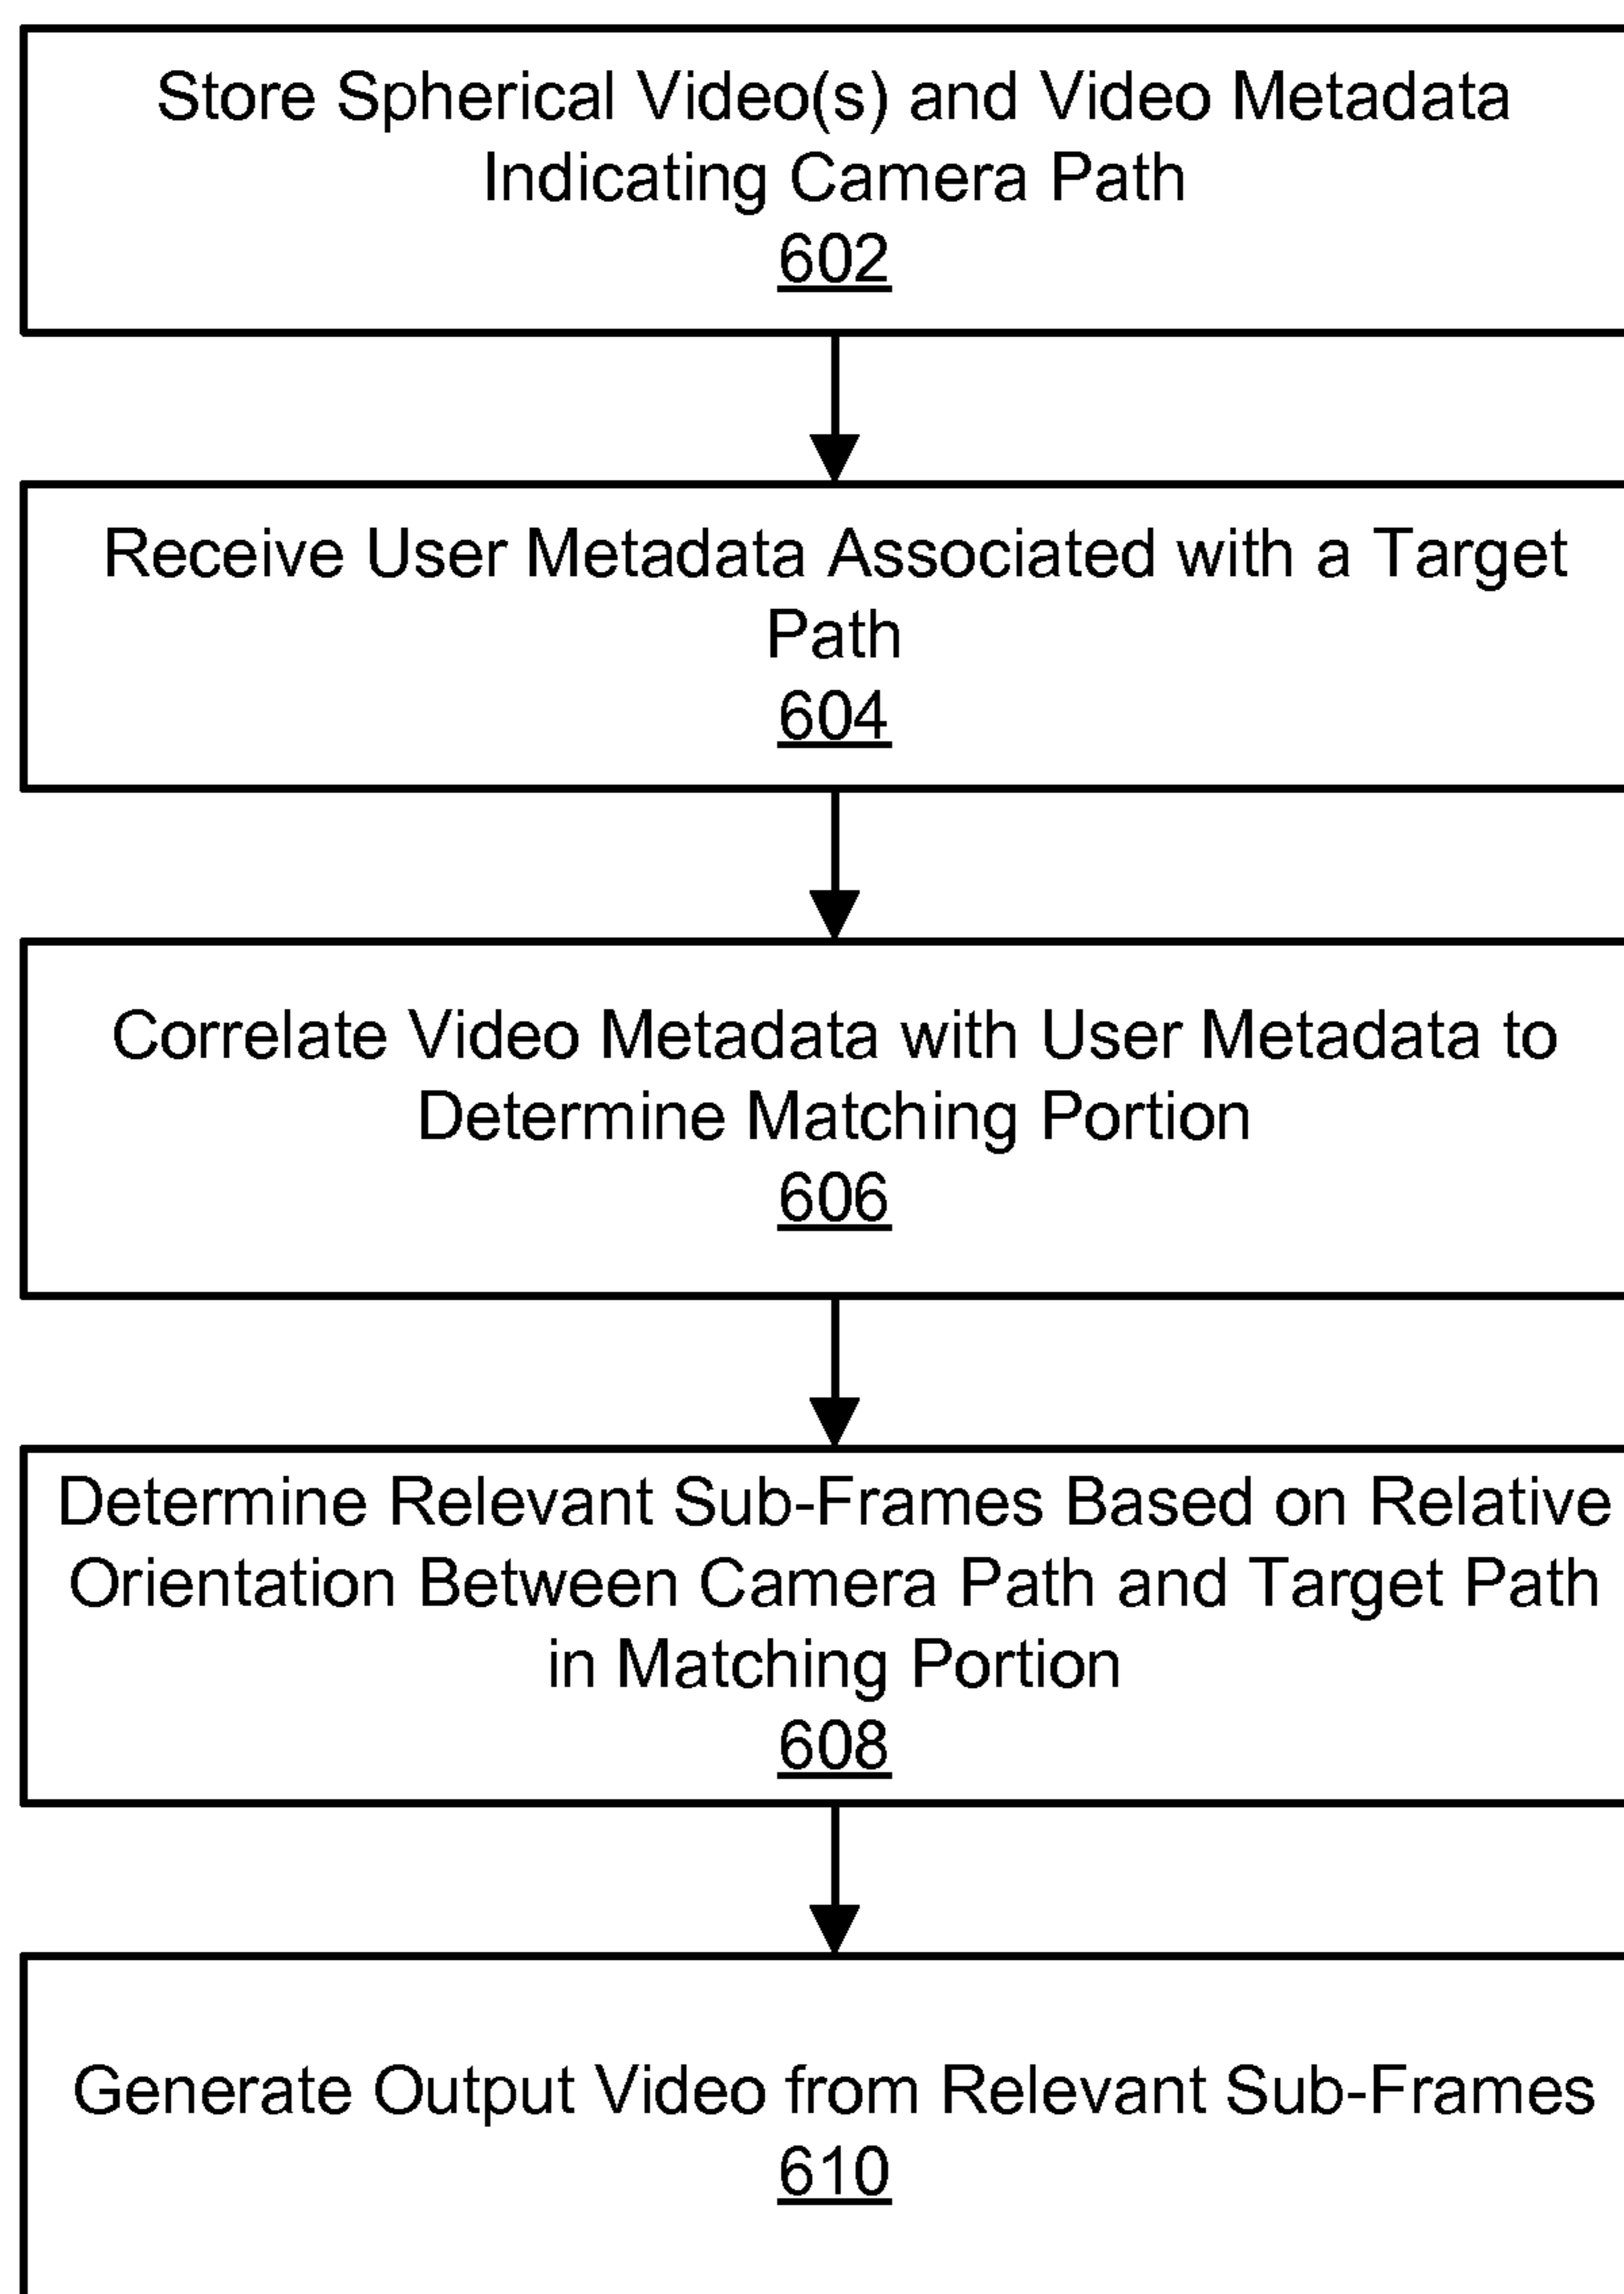 Store Spherical Video(s) and Video Metadata
Indicating Camera Path
602
Receive User Metadata Associated with a Target
Path
604
Correlate Video Metadata with User Metadata to
Determine Matching Portion
606
Determine Relevant Sub-Frames Based on Relative
Orientation Between Camera Path and Target Path
in Matching Portion
608
Generate Output Video from Relevant Sub-Frames
610